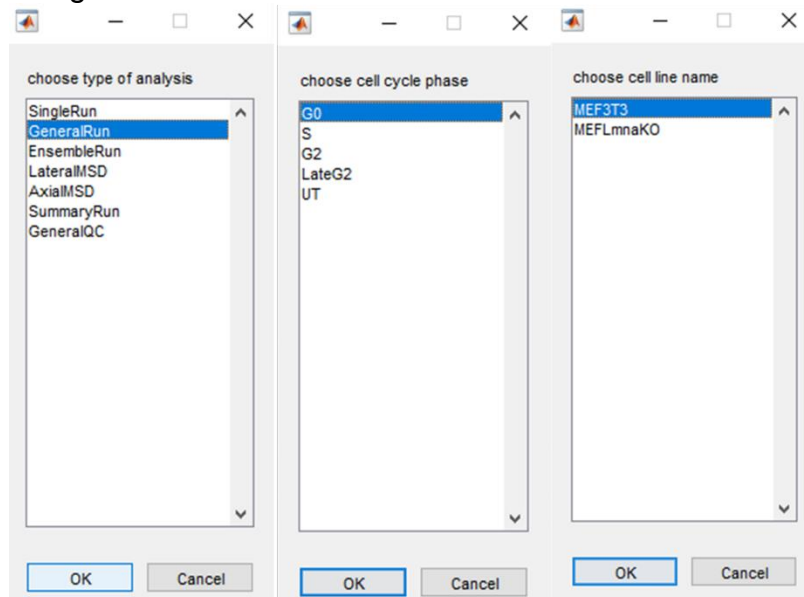 choose type of analysis
SingleRun
GeneralRun
EnsembleRun
LateralMSD
AxialMSD
SummaryRun
GeneralQC
OK
Cancel
choose cell cycle phase
G0
S
G2
LateG2
UT
OK
Cancel
choose cell line name
MEF3T3
MEFLmnaKO
OK
Cancel